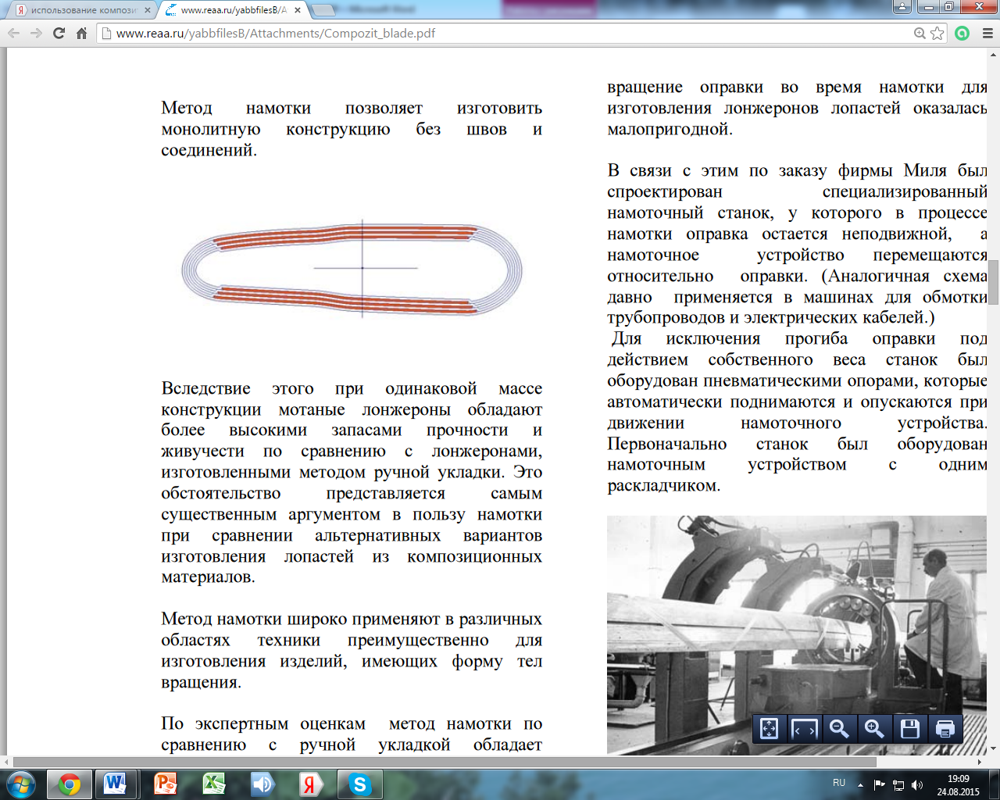 использование компози
www.reaa.ru/yabbfilesB/A
www.reaa.ru/yabbfilesB/Attachments/Compozit_blade.pdf
Метод намотки позволяет изготовить
монолитную конструкцию без швов и
соединений.
Вследствие этого при одинаковой массе
конструкции мотаные лонжероны обладают
более высокими запасами прочности и
живучести по сравнению с лонжеронами,
изготовленными методом ручной укладки. Это
обстоятельство представляется самым
существенным аргументом в пользу намотки
при сравнении альтернативных вариантов
изготовления лопастей из композиционных
материалов.
Метод намотки широко применяют в различных
областях техники преимущественно для
изготовления изделий, имеющих форму тел
вращения.
По экспертным оценкам метод намотки по
сравнению с ручной укладкой обладает
вращение оправки во время намотки для
изготовления лонжеронов лопастей оказалась
малопригодной.
В связи с этим по заказу фирмы Миля был
спроектирован специализированный
намоточный станок, у которого в процессе
намотки оправка остается неподвижной, а
намоточное устройство перемещаются
относительно оправки. (Аналогичная схема
давно применяется в машинах для обмотки
трубопроводов и электрических кабелей.)
Для исключения прогиба оправки под
действием собственного веса станок был
оборудован пневматическими опорами, которые
автоматически поднимаются и опускаются при
движении намоточного устройства.
Первоначально станок был оборудован
намоточным устройством с одним
раскладчиком.
RU
19:09
24.08.2015